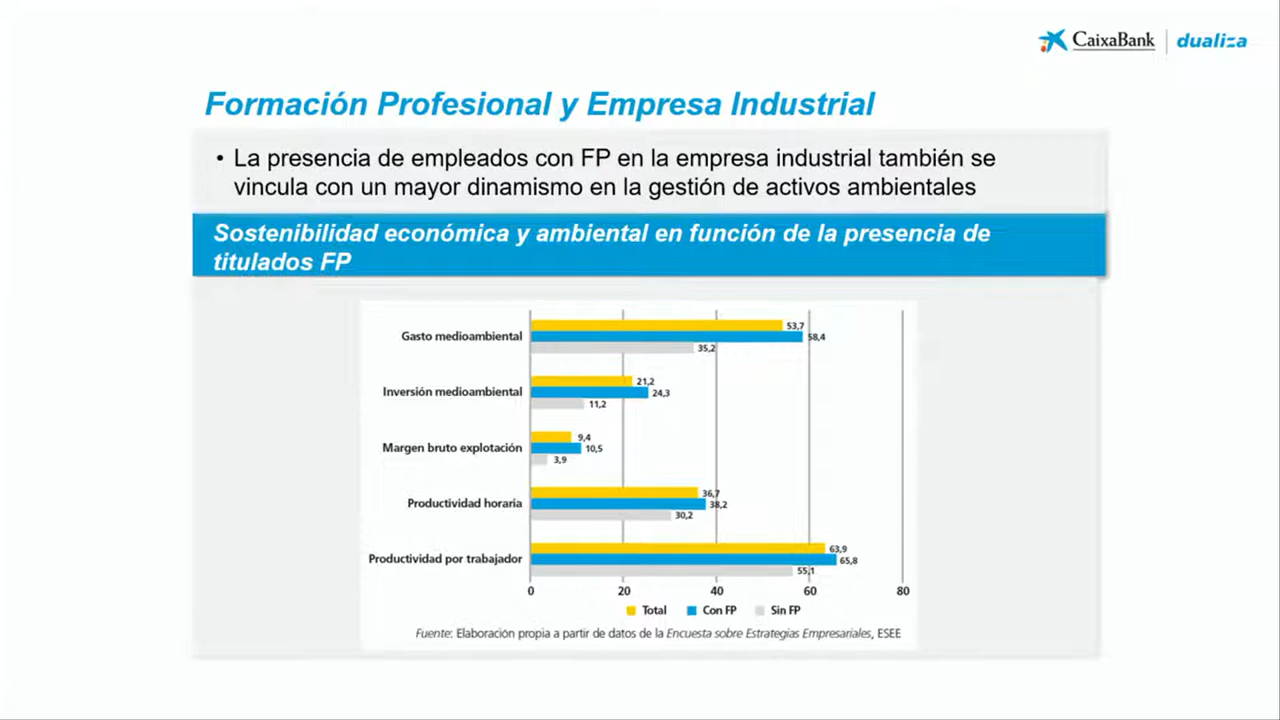 CaixaBank | dualiza
Formación Profesional y Empresa Industrial
• La presencia de empleados con FP en la empresa industrial también se
vincula con un mayor dinamismo en la gestión de activos ambientales
Sostenibilidad económica y ambiental en función de la presencia de
titulados FP
Gasto medioambiental
53,7
58,4
35,2
Inversión medioambiental
21,2
24,3
11,2
Margen bruto explotación
9,4
10,5
3,9
Productividad horaria
36,7
38,2
30,2
Productividad por trabajador
63,9
65,8
55,1
0 20 40 60 80
Total Con FP Sin FP
Fuente: Elaboración propia a partir de datos de la Encuesta sobre Estrategias Empresariales, ESEE